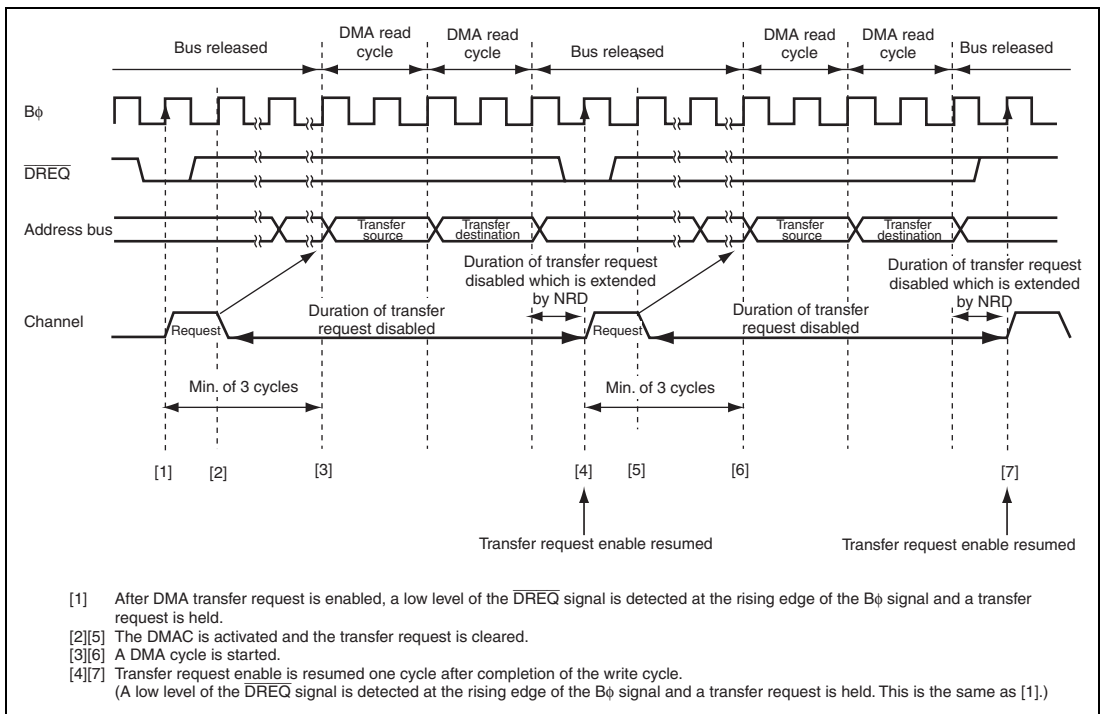 Bus released
DMA read cycle
DMA read cycle
Bus released
DMA read cycle
DMA read cycle
Bus released
Bφ
DREQ
Address bus
Transfer source
Transfer destination
Transfer source
Transfer destination
Duration of transfer request disabled which is extended by NRD
Duration of transfer request disabled which is extended by NRD
Channel
Request
Duration of transfer request disabled
Request
Duration of transfer request disabled
Min. of 3 cycles
Min. of 3 cycles
[1]
[2]
[3]
[4]
[5]
[6]
[7]
Transfer request enable resumed
Transfer request enable resumed
[1] After DMA transfer request is enabled, a low level of the DREQ signal is detected at the rising edge of the Bφ signal and a transfer
request is held.
[2][5] The DMAC is activated and the transfer request is cleared.
[3][6] A DMA cycle is started.
[4][7] Transfer request enable is resumed one cycle after completion of the write cycle.
(A low level of the DREQ signal is detected at the rising edge of the Bφ signal and a transfer request is held. This is the same as [1].)